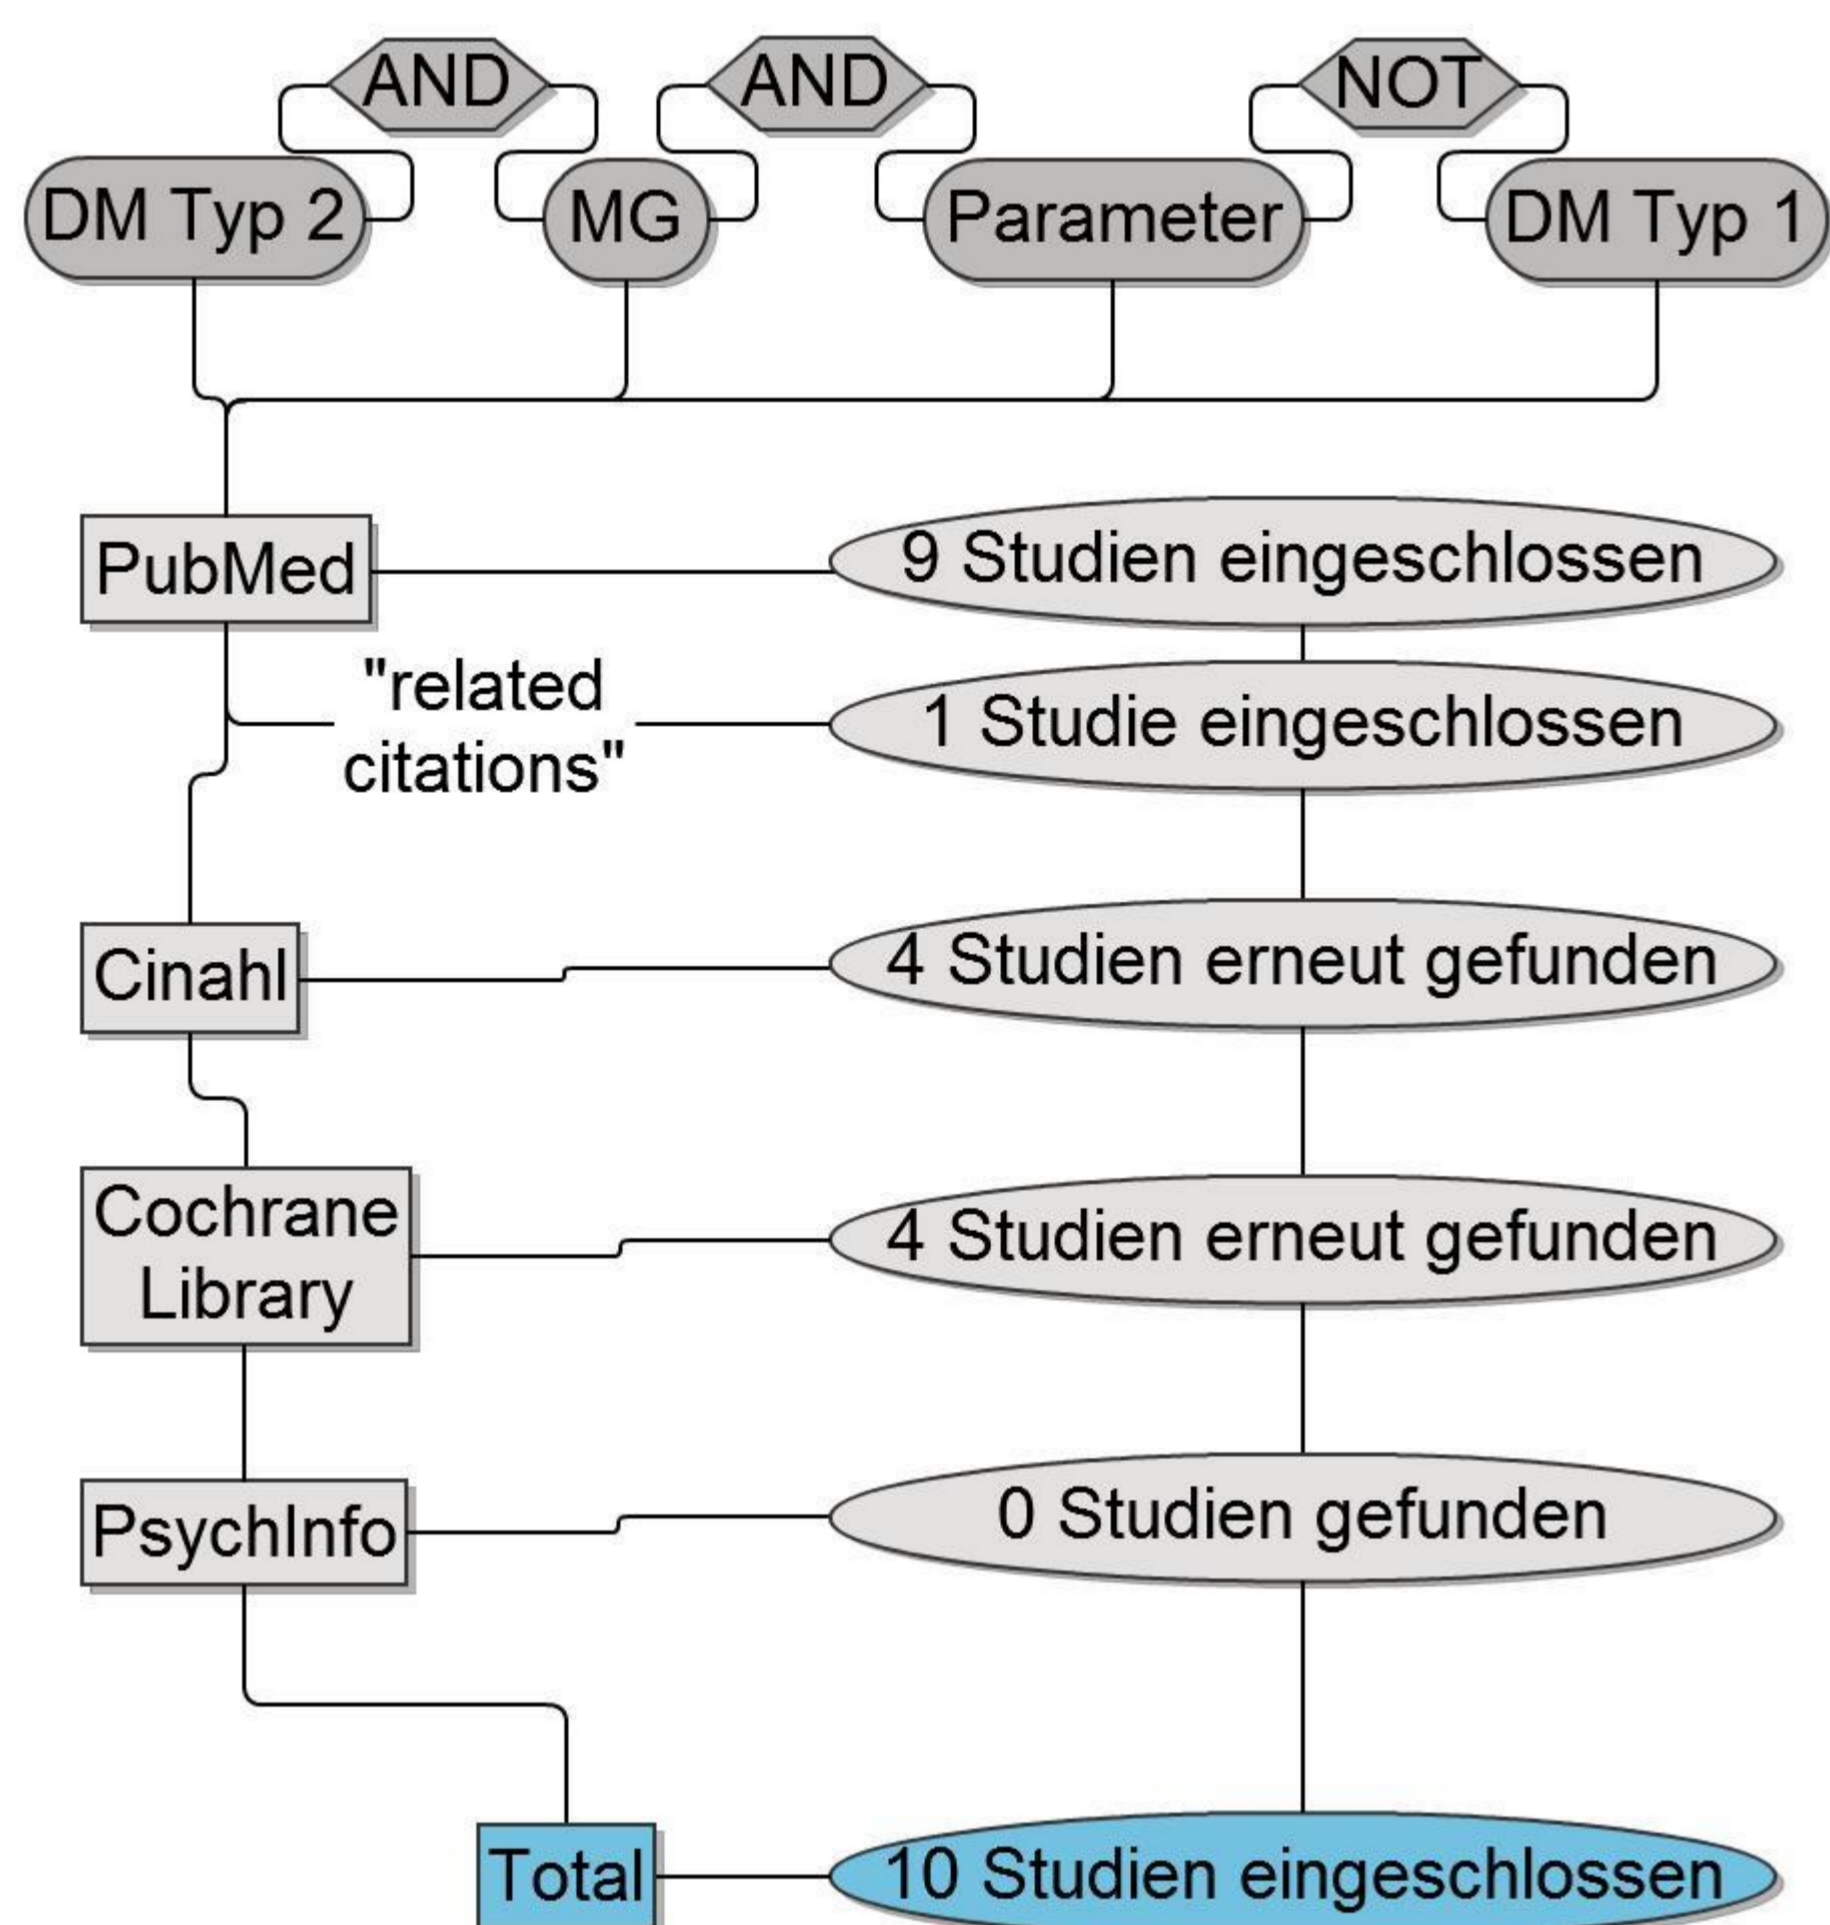 AND
AND
NOT
DM Typ 2
MG
Parameter
DM Typ 1
PubMed
9 Studien eingeschlossen
"related
citations"
1 Studie eingeschlossen
Cinahl
4 Studien erneut gefunden
Cochrane
Library
4 Studien erneut gefunden
PsychInfo
0 Studien gefunden
Total
10 Studien eingeschlossen